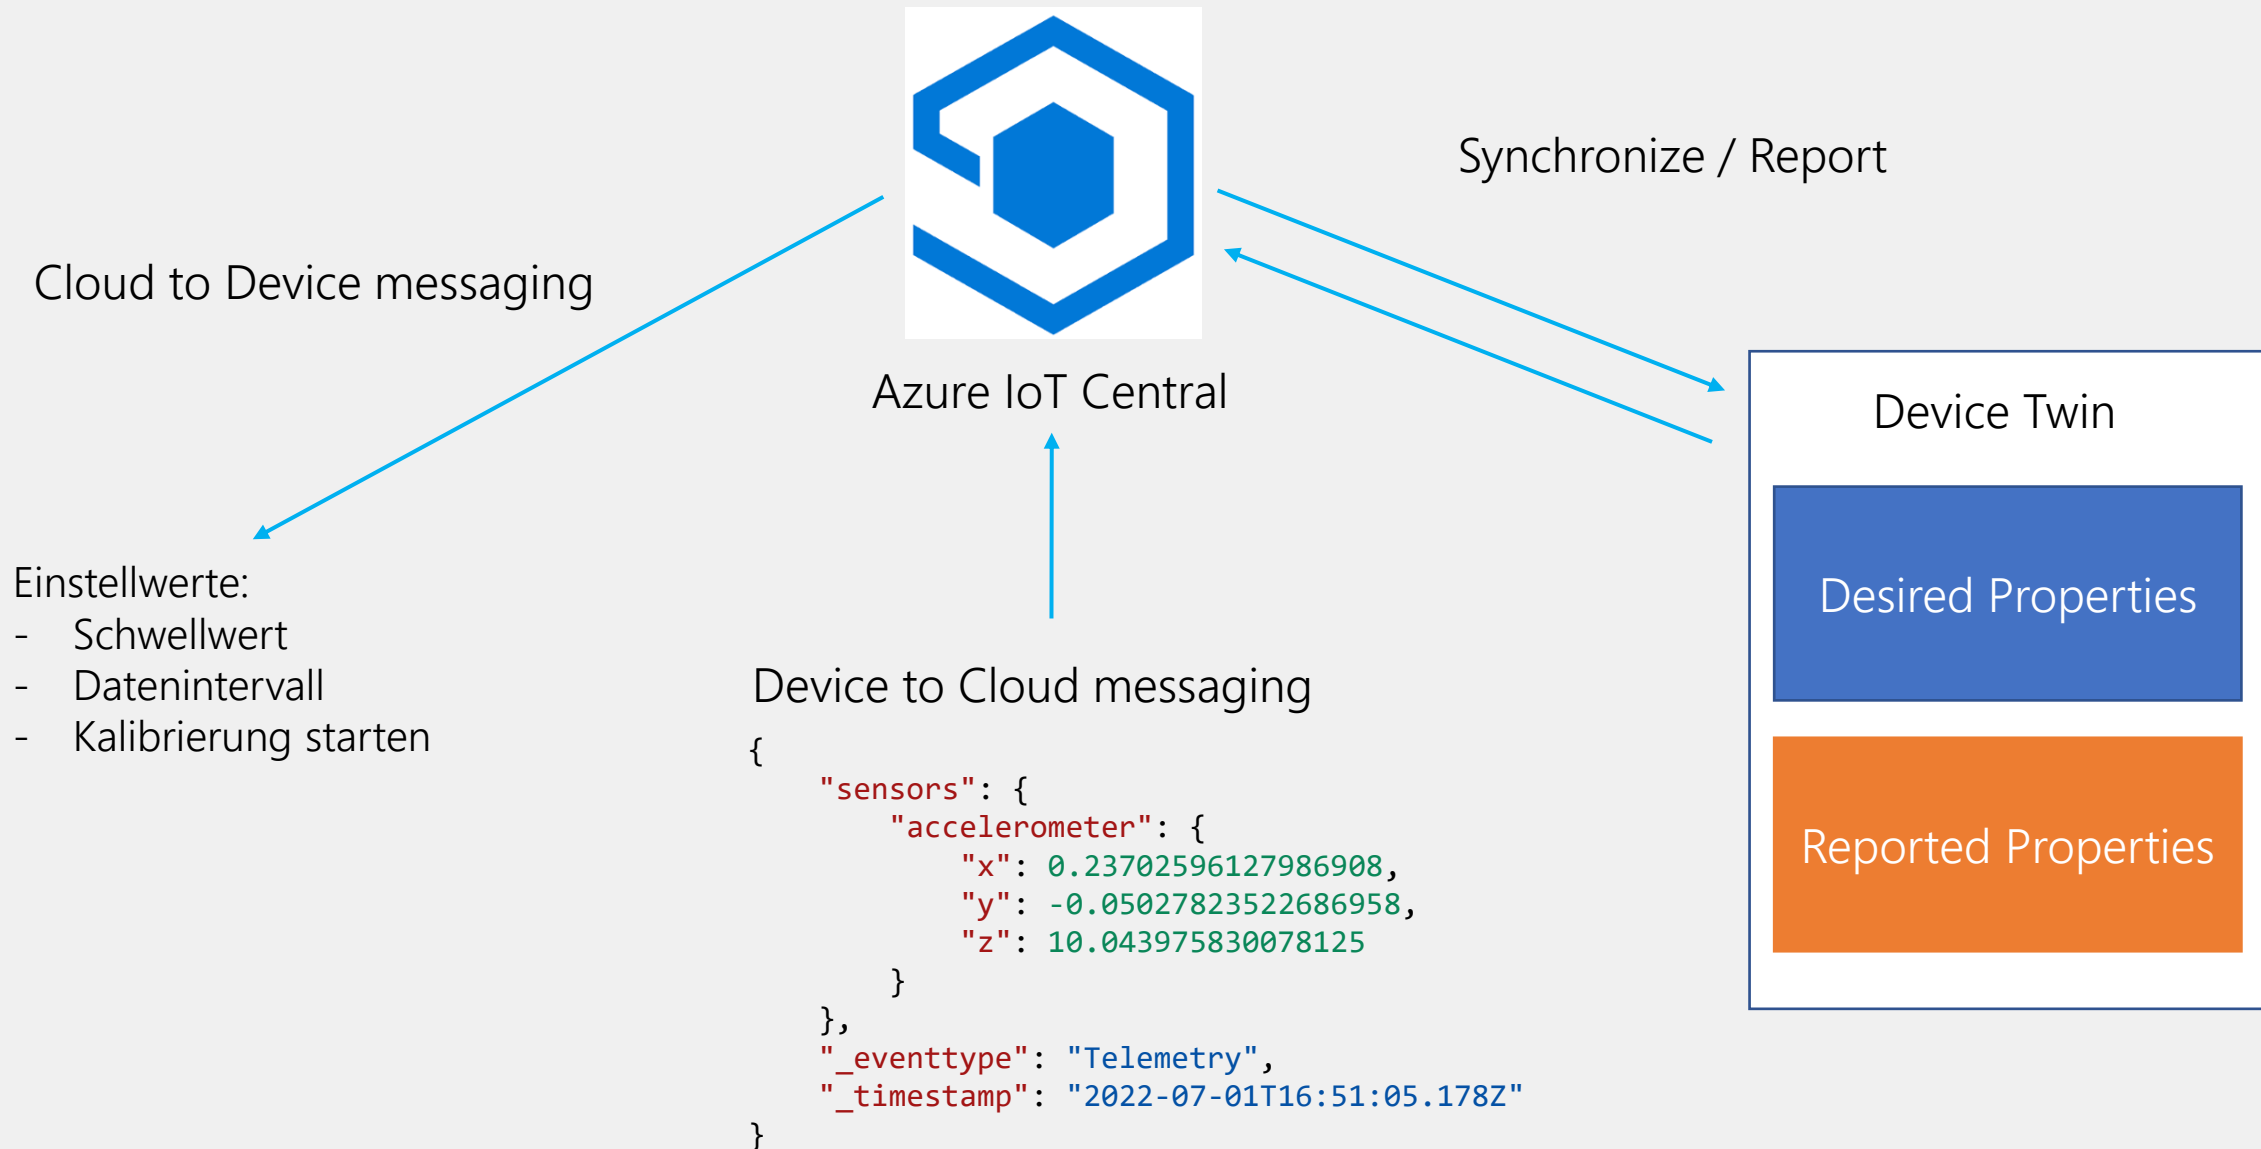 Synchronize / Report
Cloud to Device messaging
Azure IoT Central
Device Twin
Desired Properties
Reported Properties
Einstellwerte:
- Schwellwert
- Datenintervall
- Kalibrierung starten
Device to Cloud messaging
{
    "sensors": {
        "accelerometer": {
            "x": 0.23702596127986908,
            "y": -0.05027823522686958,
            "z": 10.043975830078125
        }
    },
    "_eventtype": "Telemetry",
    "_timestamp": "2022-07-01T16:51:05.178Z"
}